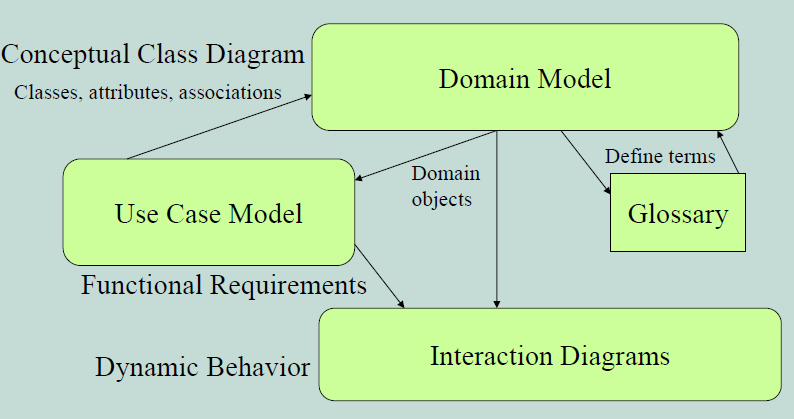 Conceptual Class Diagram
Classes, attributes, associations
Domain Model
Define terms
Domain
objects
Use Case Model
Glossary
Functional Requirements
Dynamic Behavior
Interaction Diagrams